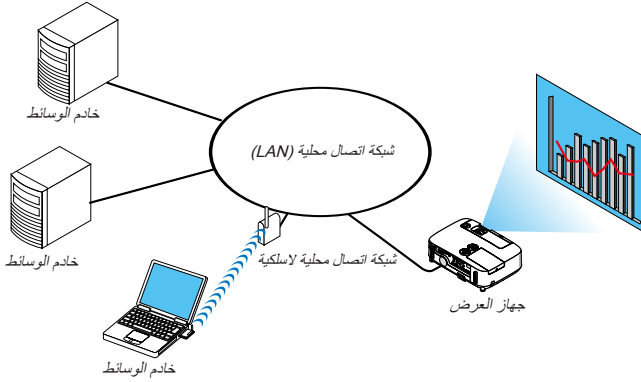 خادم الوسائط
شبكة اتصال محلية (LAN)
خادم الوسائط
شبكة اتصال محلية لاسلكية
جهاز العرض
خادم الوسائط